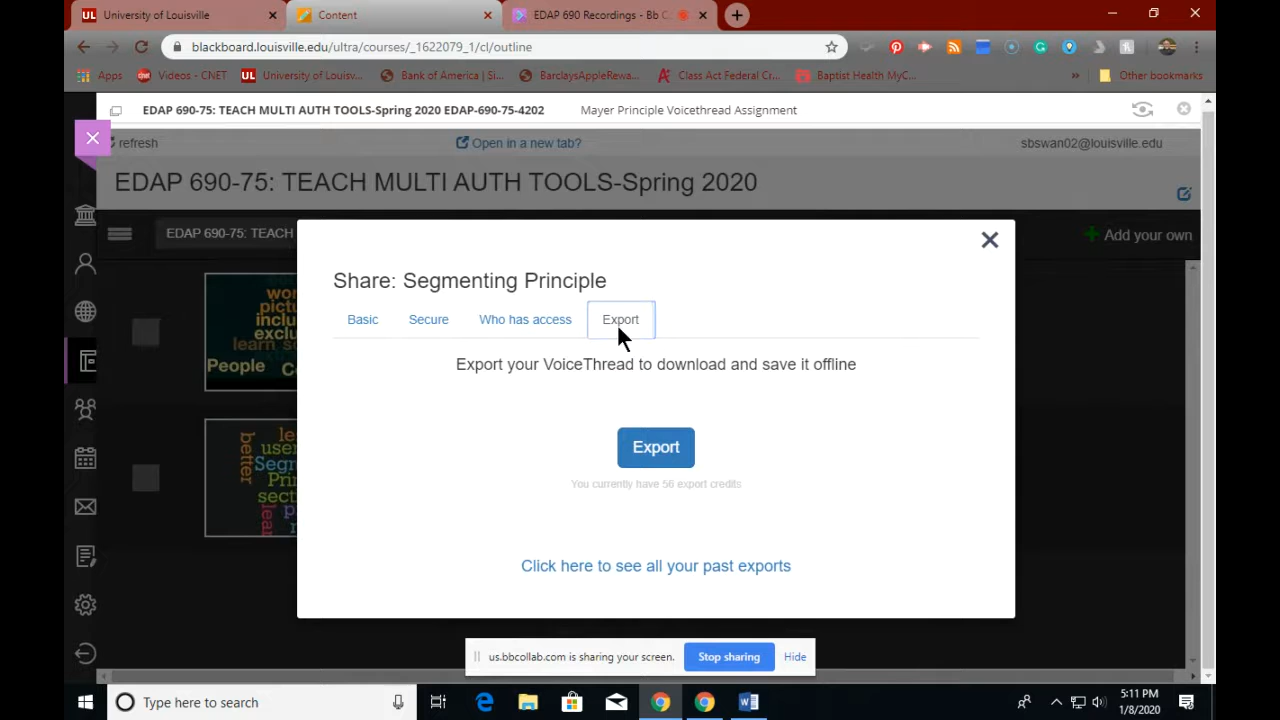 University of Louisville
Content
EDAP 690 Recordings - Bb C
blackboard.louisville.edu/ultra/courses/_1622079_1/cl/outline
Apps
Videos - CNET
University of Louisv...
Bank of America | Si...
BarclaysAppleRewa...
Class Act Federal Cr...
Baptist Health MyC...
Other bookmarks
EDAP 690-75: TEACH MULTI AUTH TOOLS-Spring 2020 EDAP-690-75-4202
Mayer Principle Voicethread Assignment
refresh
Open in a new tab?
sbswan02@louisville.edu
EDAP 690-75: TEACH MULTI AUTH TOOLS-Spring 2020
EDAP 690-75: TEACH
Add your own
Share: Segmenting Principle
Basic
Secure
Who has access
Export
Export your VoiceThread to download and save it offline
Export
You currently have 56 export credits
Click here to see all your past exports
People
better
us.bbcollab.com is sharing your screen.
Stop sharing
Hide
Type here to search
5:11 PM
1/8/2020